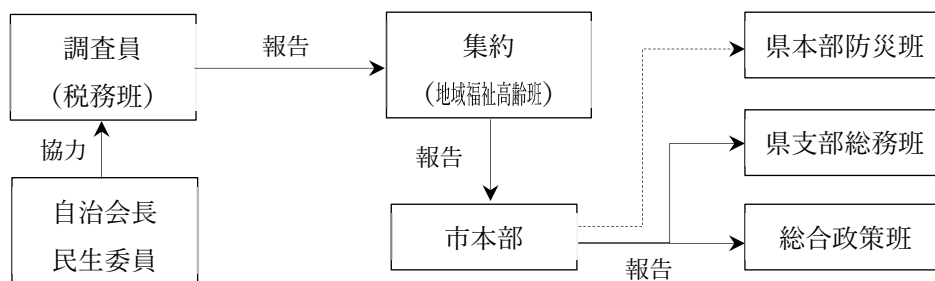 調査員
(税務班)
報告
集約
(地域福祉高齢班)
県本部防災班
協力
報告
県支部総務班
自治会長
民生委員
市本部
総合政策班
報告